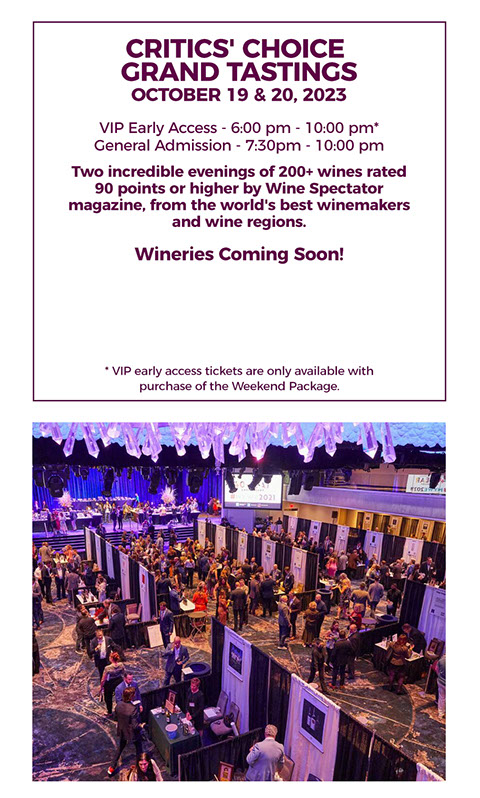 CRITICS' CHOICE
GRAND TASTINGS
OCTOBER 19 & 20, 2023
VIP Early Access - 6:00 pm - 10:00 pm*
General Admission - 7:30pm - 10:00 pm
Two incredible evenings of 200+ wines rated
90 points or higher by Wine Spectator
magazine, from the world's best winemakers
and wine regions.
Wineries Coming Soon!
* VIP early access tickets are only available with
purchase of the Weekend Package.
2021